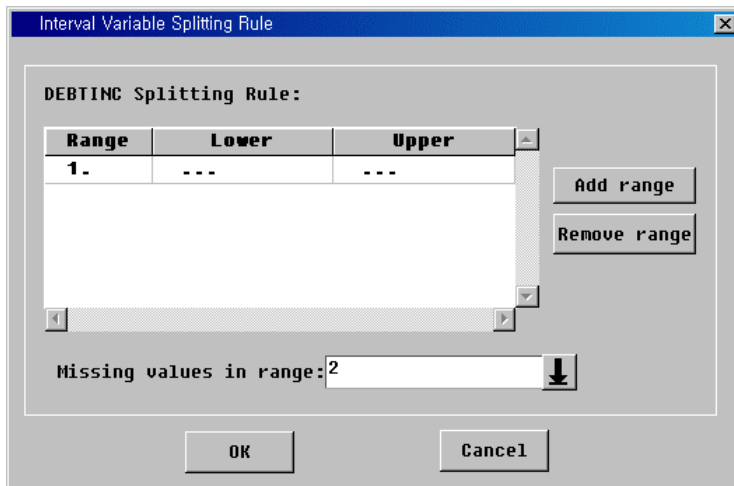 Interval Variable Splitting Rule
DEBTINC Splitting Rule:
Range Lower Upper
1. --- ---
Add range
Remove range
Missing values in range: 2
OK Cancel